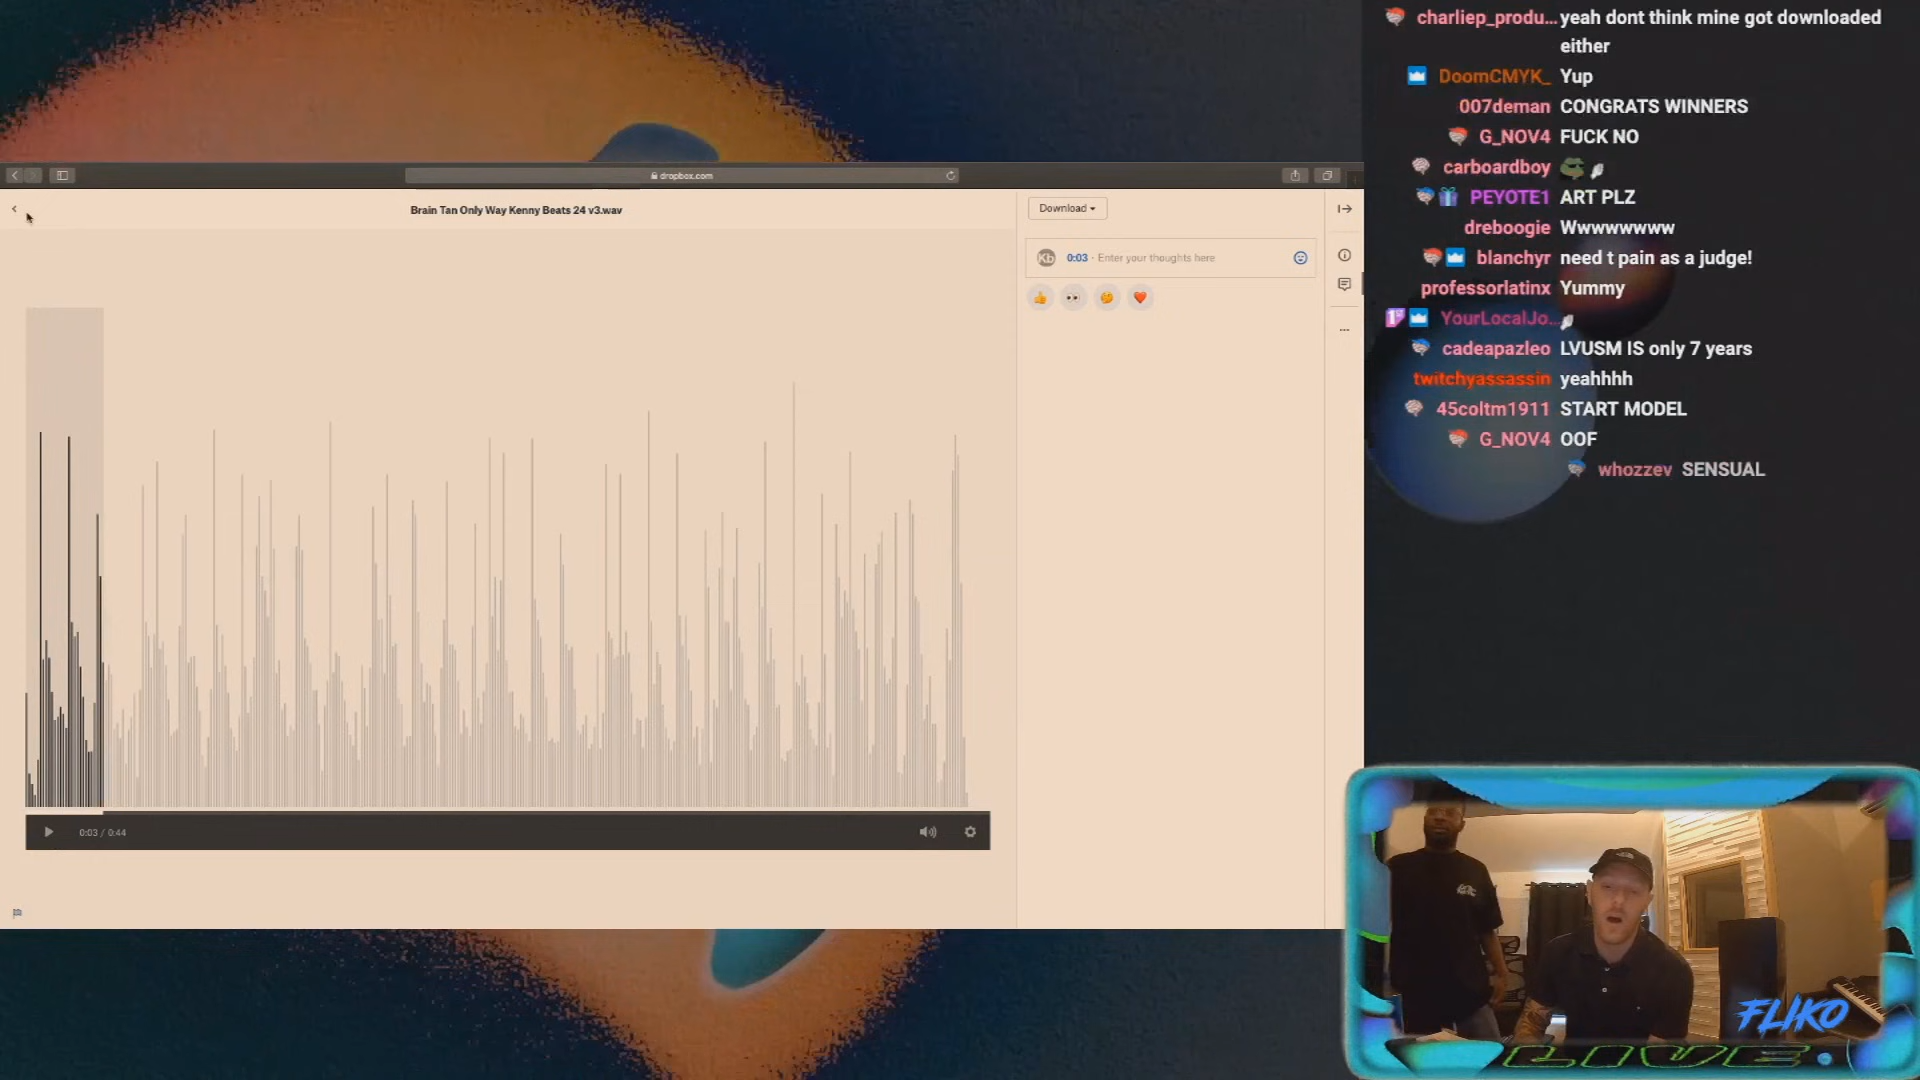 dropbox.com
Brain Tan Only Way Kenny Beats 24 v3.wav
Download
Kb 0:03 - Enter your thoughts here
0:03 / 0:44
charliep_produ... yeah dont think mine got downloaded
either
DoomCMYK_ Yup
007deman CONGRATS WINNERS
G_NOV4 FUCK NO
carboardboy
PEYOTE1 ART PLZ
dreboogie Wwwwwwww
blanchyr need t pain as a judge!
professorlatinx Yummy
YourLocalJo...
cadeapazleo LVUSM IS only 7 years
twitchyassassin yeahhhh
45coltm1911 START MODEL
G_NOV4 OOF
whozzev SENSUAL
FLIKO
LIVE